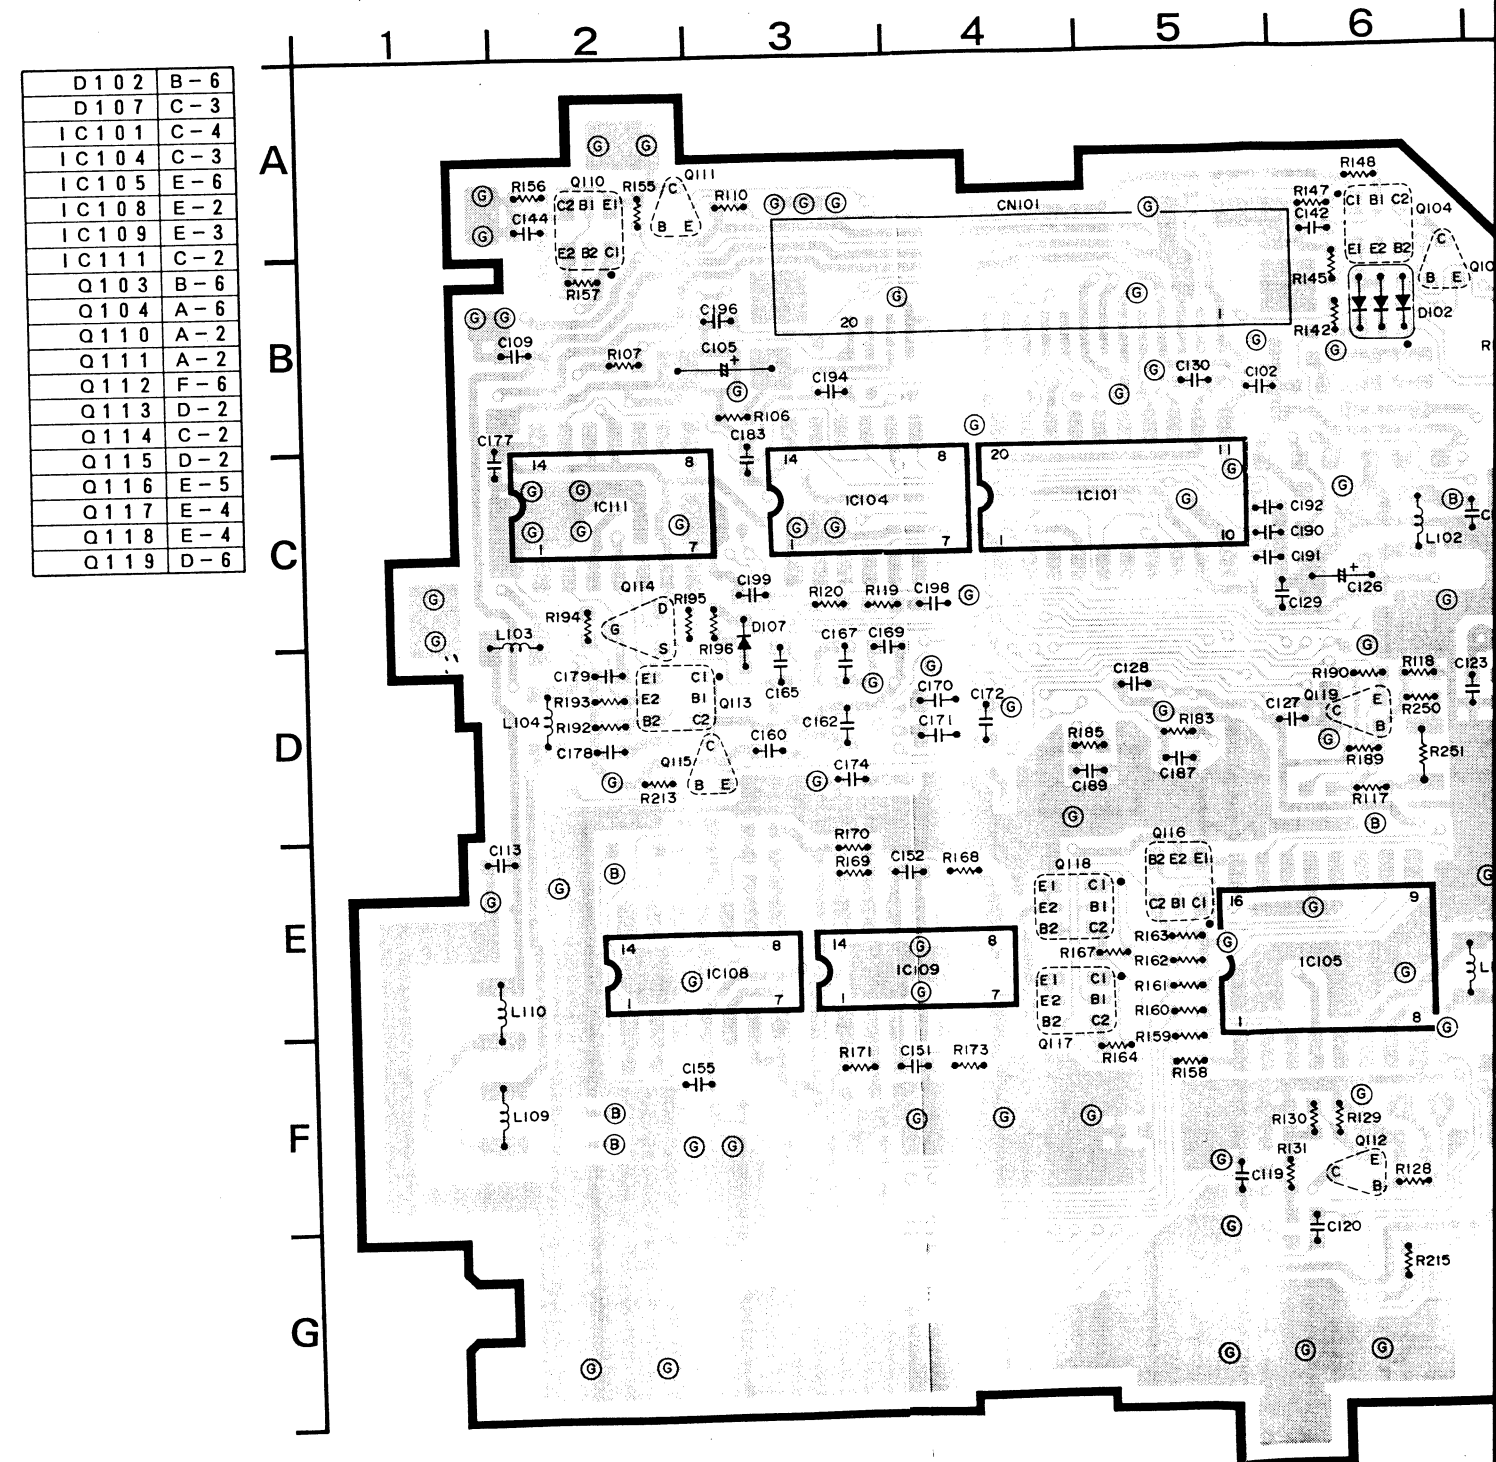 1 2 3 4 5 6
D102 B-6
D107 C-3
IC101 C-4
IC104 C-3
IC105 E-6
IC108 E-2
IC109 E-3
IC111 C-2
Q103 B-6
Q104 A-6
Q110 A-2
Q111 A-2
Q112 F-6
Q113 D-2
Q114 C-2
Q115 D-2
Q116 E-5
Q117 E-4
Q118 E-4
Q119 D-6
A
G G
R148
R156 Q110 R155 Q111 R110 G G G G CN101 G R147
G C2 B1 E1 C C1 B1 C2 Q104
C144 C142
G B E
E2 B2 C1 E1 E2 B2 C
R157 R145 B E
G G
G G C196 20 1 R142 D102
B
C109 R107 C105 + G G G
C194 C130 C102
G G
R106 G
C177 C183
14 8 14 8 20 11
G G IC111 IC104 IC101 G G G B
C192
G G G G G C190 L102
1 7 1 7 1 10
C
C191
+
C126
Q114 C199 R120 R119 C198 G C129 G
G R194 D R195 D107
G
G L103 S R196 C167 C169 G
C179 E1 C1 C165 G G C128 R190 R118 C123
R193 E2 B1 Q113 C170 C172 G G R183 C127 Q119 E R250
L104 B2 C2 C162 C171 C B
R192 C160 R185 G R189 R251
D
C178 Q115 C C174 C187
G R213 B E G C189 R117
G B
R170 Q116
C113 R169 C152 R168 Q118 B2 E2 E1
G B E1 C1 G
G E2 B1 C2 B1 C1 16 G 9
B2 C2
E
14 8 14 G 8 R163 G
R167 R162 IC105 G
G IC108 IC109 E1 C1
1 7 1 G 7 E2 B1 R161
L110 B2 C2 R160 1 8
Q117 R159 G
R164
R171 C151 R173 R158
C155
L109 B G G G R130 R129 G
F
B G G R131 Q112
G C119 C E B R128
G C120
R215
G
G G G G G